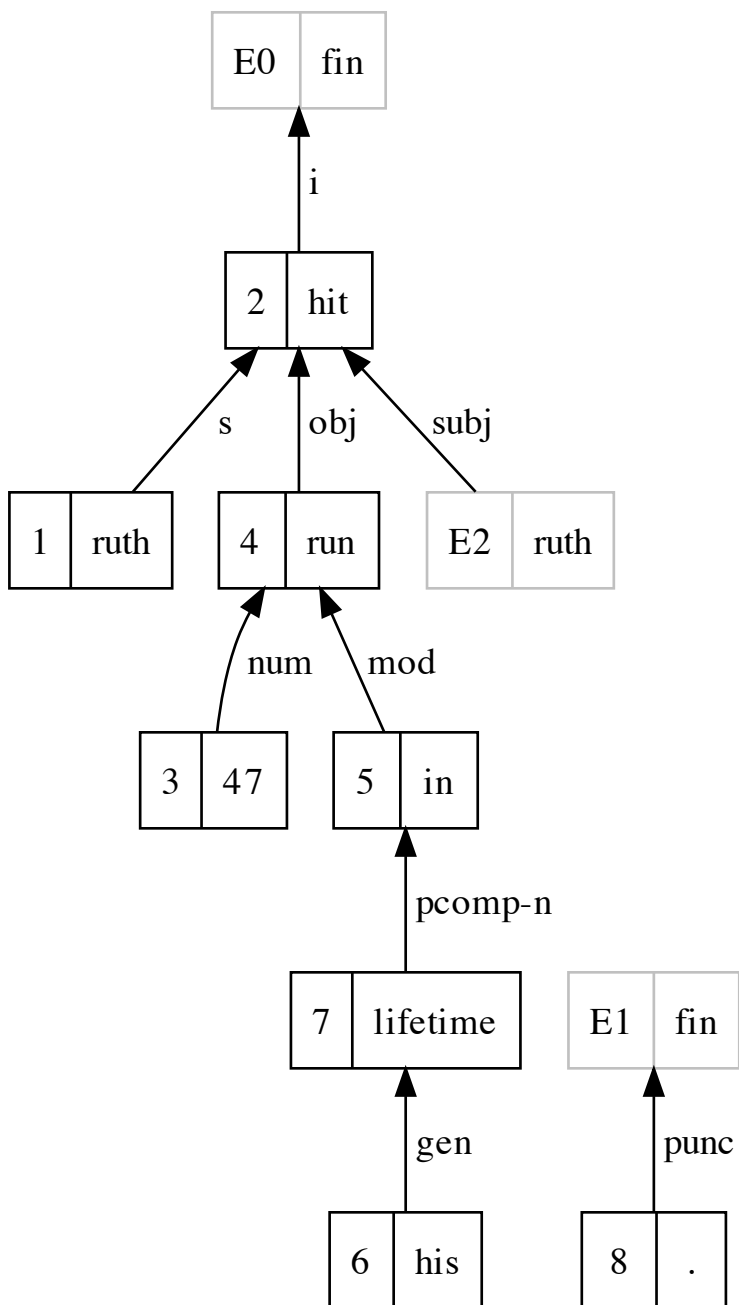 E0 fin
i
2 hit
s obj subj
1 ruth 4 run E2 ruth
num mod
3 47 5 in
pcomp-n
7 lifetime E1 fin
gen punc
6 his 8 .